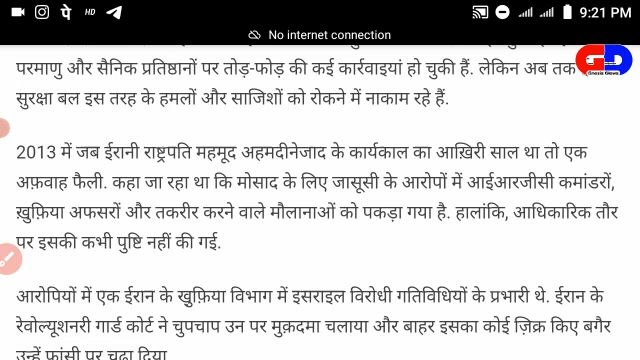 HD
9:21 PM
No internet connection
परमाणु और सैनिक प्रतिष्ठानों पर तोड़-फोड़ की कई कार्रवाइयां हो चुकी हैं. लेकिन अब तक
सुरक्षा बल इस तरह के हमलों और साजिशों को रोकने में नाकाम रहे हैं.
2013 में जब ईरानी राष्ट्रपति महमूद अहमदीनेजाद के कार्यकाल का आख़िरी साल था तो एक
अफ़वाह फैली. कहा जा रहा था कि मोसाद के लिए जासूसी के आरोपों में आईआरजीसी कमांडरों,
ख़ुफ़िया अफसरों और तकरीर करने वाले मौलानाओं को पकड़ा गया है. हालांकि, आधिकारिक तौर
पर इसकी कभी पुष्टि नहीं की गई.
आरोपियों में एक ईरान के ख़ुफ़िया विभाग में इसराइल विरोधी गतिविधियों के प्रभारी थे. ईरान के
रेवोल्यूशनरी गार्ड कोर्ट ने चुपचाप उन पर मुक़दमा चलाया और बाहर इसका कोई ज़िक्र किए बगैर
उन्हें फांसी पर चढ़ा दिया